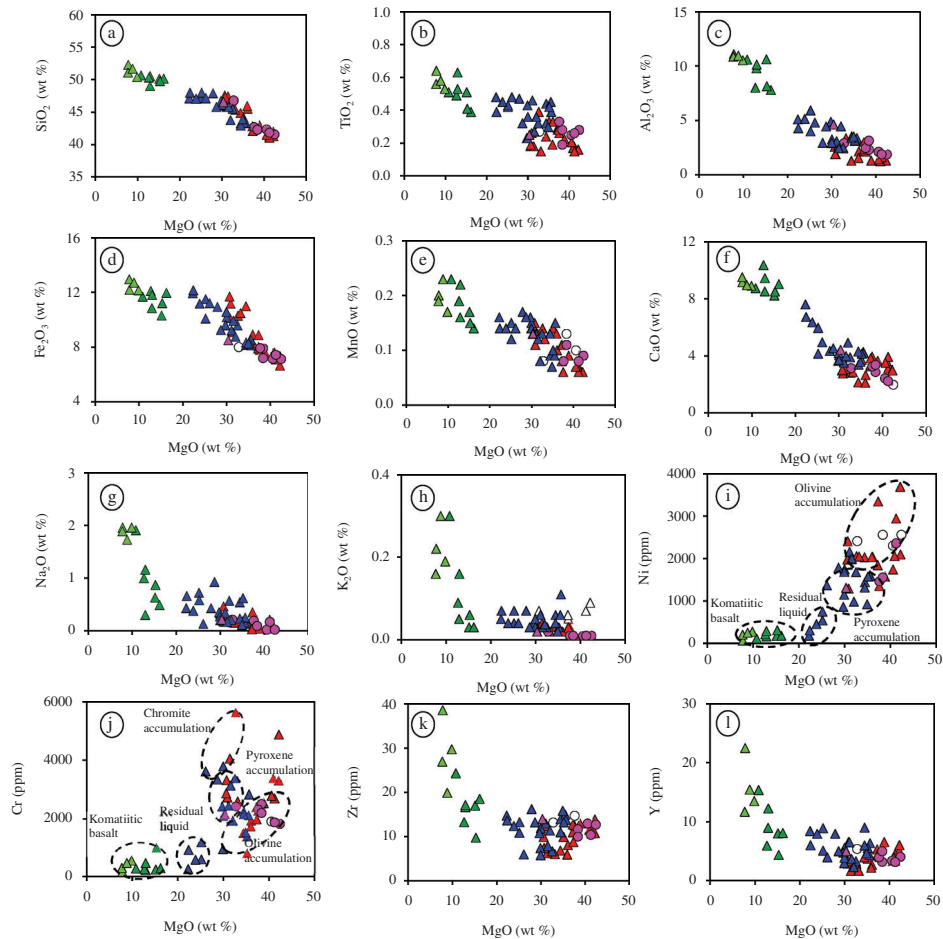 a
60
55
50
45
40
35
0 10 20 30 40 50
SiO2 (wt %)
MgO (wt %)
b
1.0
0.8
0.6
0.4
0.2
0.0
0 10 20 30 40 50
TiO2 (wt %)
MgO (wt %)
c
15
10
5
0
0 10 20 30 40 50
Al2O3 (wt %)
MgO (wt %)
d
16
12
8
4
0 10 20 30 40 50
Fe2O3 (wt %)
MgO (wt %)
e
0.3
0.2
0.1
0.0
0 10 20 30 40 50
MnO (wt %)
MgO (wt %)
f
12
8
4
0
0 10 20 30 40 50
CaO (wt %)
MgO (wt %)
g
3
2
1
0
0 10 20 30 40 50
Na2O (wt %)
MgO (wt %)
h
0.4
0.2
0.0
0 10 20 30 40 50
K2O (wt %)
MgO (wt %)
i
4000
3000
2000
1000
0
0 10 20 30 40 50
Ni (ppm)
MgO (wt %)
Olivine accumulation
Komatiitic
basalt
Residual
liquid
Pyroxene
accumulation
j
6000
4000
2000
0
0 10 20 30 40 50
Cr (ppm)
MgO (wt %)
Chromite
accumulation
Pyroxene
accumulation
Komatiitic
basalt
Residual
liquid
Olivine
accumulation
k
40
30
20
10
0
0 10 20 30 40 50
Zr (ppm)
MgO (wt %)
l
30
20
10
0
0 10 20 30 40 50
Y (ppm)
MgO (wt %)